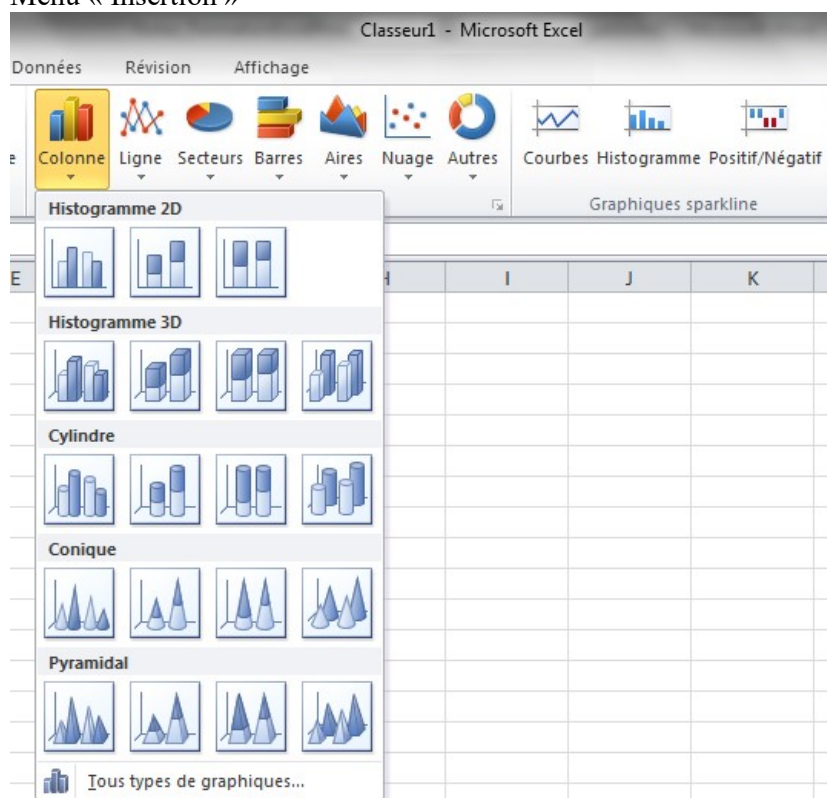 Menu « Insertion »
Classeur1 - Microsoft Excel
Données Révision Affichage
e Colonne Ligne Secteurs Barres Aires Nuage Autres Courbes Histogramme Positif/Négatif
Histogramme 2D
Graphiques sparkline
E H I J K
Histogramme 3D
Cylindre
Conique
Pyramidal
Tous types de graphiques...